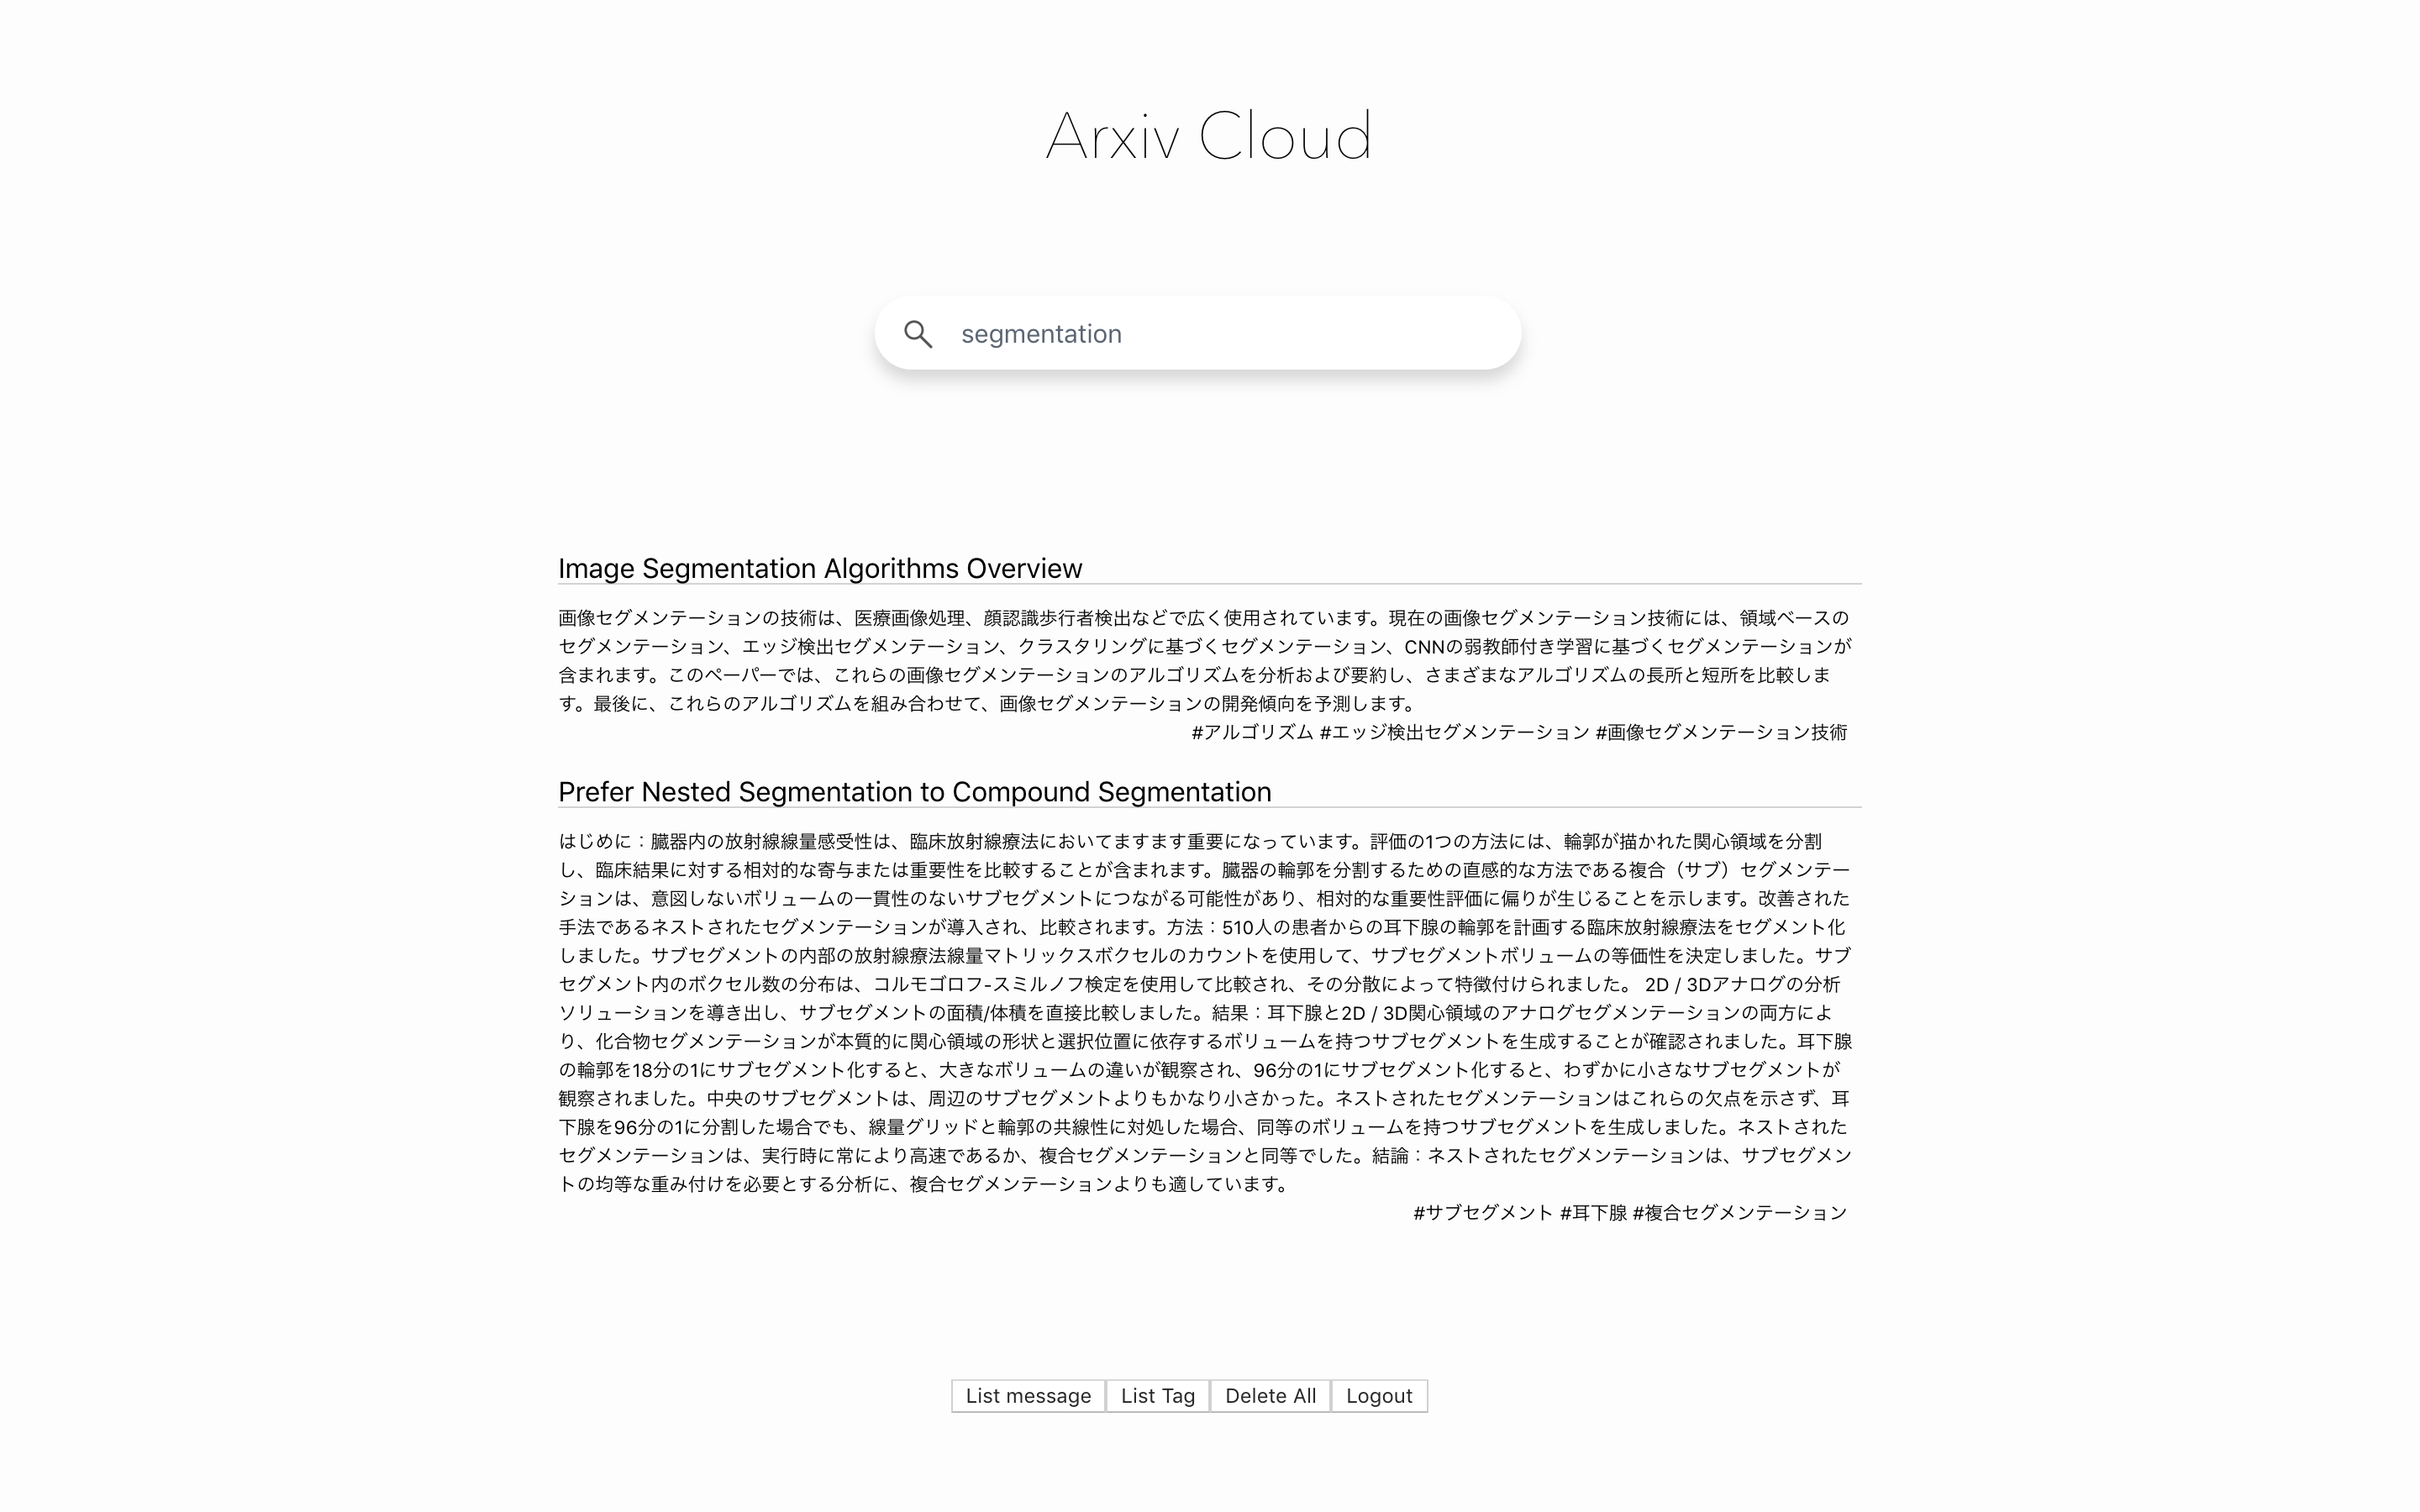 Arxiv Cloud
segmentation
Image Segmentation Algorithms Overview
画像セグメンテーションの技術は、医療画像処理、顔認識歩行者検出などで広く使用されています。現在の画像セグメンテーション技術には、領域ベースの
セグメンテーション、エッジ検出セグメンテーション、クラスタリングに基づくセグメンテーション、CNNの弱教師付き学習に基づくセグメンテーションが
含まれます。このペーパーでは、これらの画像セグメンテーションのアルゴリズムを分析および要約し、さまざまなアルゴリズムの長所と短所を比較しま
す。最後に、これらのアルゴリズムを組み合わせて、画像セグメンテーションの開発傾向を予測します。
#アルゴリズム #エッジ検出セグメンテーション #画像セグメンテーション技術
Prefer Nested Segmentation to Compound Segmentation
はじめに：臓器内の放射線線量感受性は、臨床放射線療法においてますます重要になっています。評価の1つの方法には、輪郭が描かれた関心領域を分割
し、臨床結果に対する相対的な寄与または重要性を比較することが含まれます。臓器の輪郭を分割するための直感的な方法である複合（サブ）セグメンテー
ションは、意図しないボリュームの一貫性のないサブセグメントにつながる可能性があり、相対的な重要性評価に偏りが生じることを示します。改善された
手法であるネストされたセグメンテーションが導入され、比較されます。方法：510人の患者からの耳下腺の輪郭を計画する臨床放射線療法をセグメント化
しました。サブセグメントの内部の放射線療法線量マトリックスボクセルのカウントを使用して、サブセグメントボリュームの等価性を決定しました。サブ
セグメント内のボクセル数の分布は、コルモゴロフ-スミルノフ検定を使用して比較され、その分散によって特徴付けられました。 2D / 3Dアナログの分析
ソリューションを導き出し、サブセグメントの面積/体積を直接比較しました。結果：耳下腺と2D / 3D関心領域のアナログセグメンテーションの両方によ
り、化合物セグメンテーションが本質的に関心領域の形状と選択位置に依存するボリュームを持つサブセグメントを生成することが確認されました。耳下腺
の輪郭を18分の1にサブセグメント化すると、大きなボリュームの違いが観察され、96分の1にサブセグメント化すると、わずかに小さなサブセグメントが
観察されました。中央のサブセグメントは、周辺のサブセグメントよりもかなり小さかった。ネストされたセグメンテーションはこれらの欠点を示さず、耳
下腺を96分の1に分割した場合でも、線量グリッドと輪郭の共線性に対処した場合、同等のボリュームを持つサブセグメントを生成しました。ネストされた
セグメンテーションは、実行時に常により高速であるか、複合セグメンテーションと同等でした。結論：ネストされたセグメンテーションは、サブセグメン
トの均等な重み付けを必要とする分析に、複合セグメンテーションよりも適しています。
#サブセグメント #耳下腺 #複合セグメンテーション
List message List Tag Delete All Logout